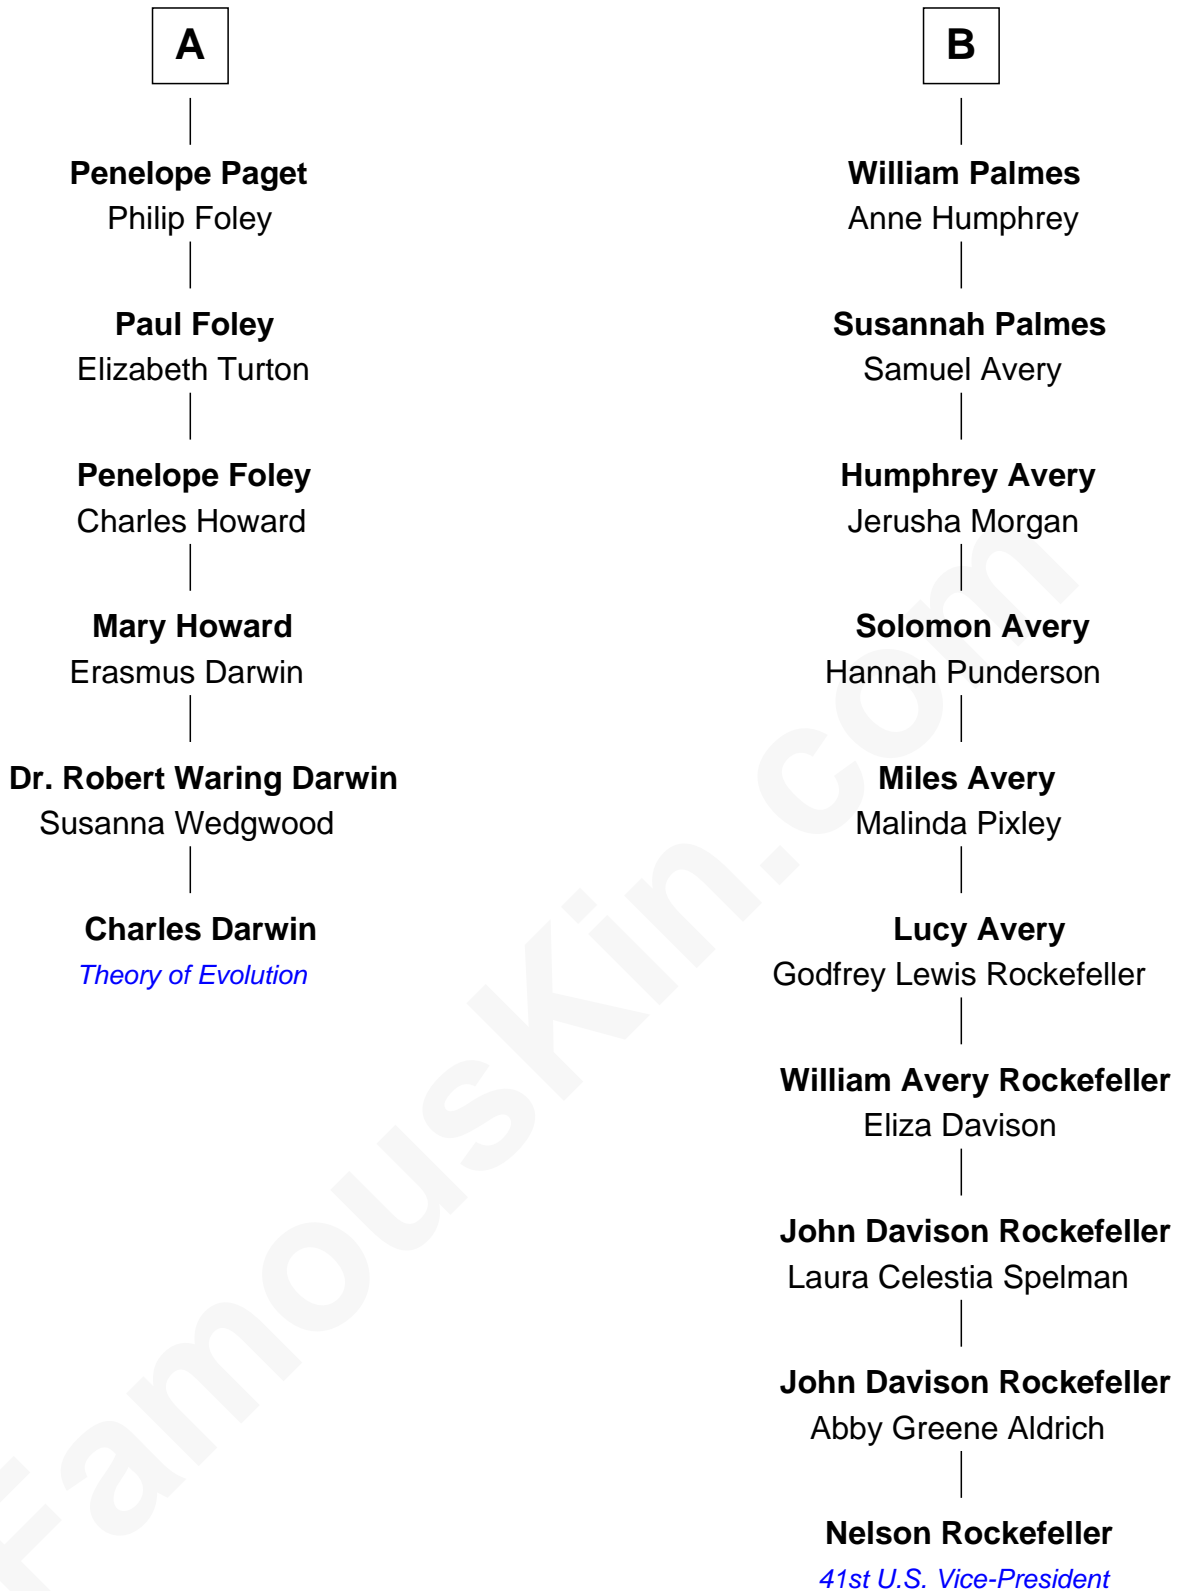 A
Penelope Paget
Philip Foley
Paul Foley
Elizabeth Turton
Penelope Foley
Charles Howard
Mary Howard
Erasmus Darwin
Dr. Robert Waring Darwin
Susanna Wedgwood
Charles Darwin
Theory of Evolution
B
William Palmes
Anne Humphrey
Susannah Palmes
Samuel Avery
Humphrey Avery
Jerusha Morgan
Solomon Avery
Hannah Punderson
Miles Avery
Malinda Pixley
Lucy Avery
Godfrey Lewis Rockefeller
William Avery Rockefeller
Eliza Davison
John Davison Rockefeller
Laura Celestia Spelman
John Davison Rockefeller
Abby Greene Aldrich
Nelson Rockefeller
41st U.S. Vice-President
FamousKin.com